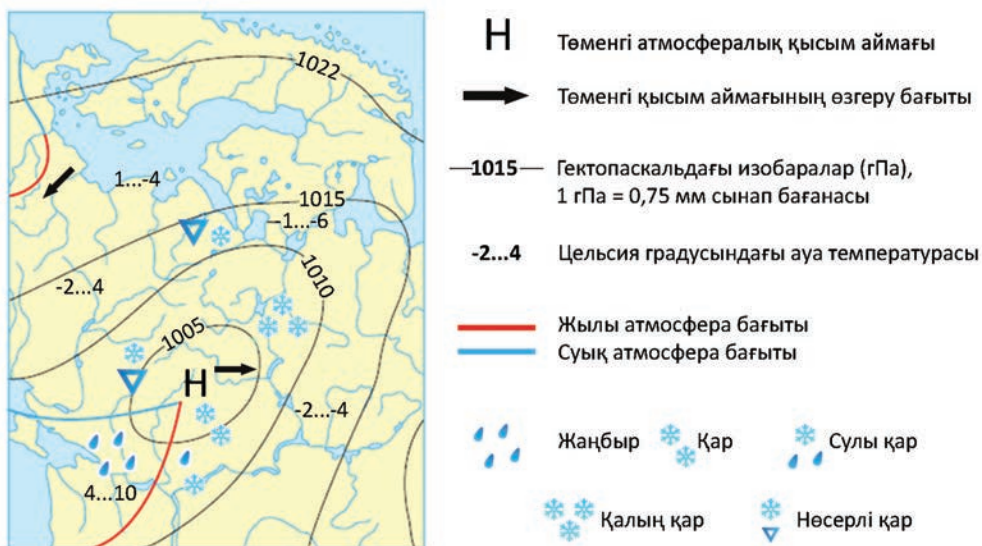 1022
1...-4
1015
-1...-6
-2...4
1010
1005
Н
-2...-4
4...10
Н Төменгі атмосфералық қысым аймағы
Төменгі қысым аймағының өзгеру бағыты
1015 Гектопаскальдағы изобаралар (гПа),
1 гПа = 0,75 мм сынап бағанасы
-2...4 Цельсия градусындағы ауа температурасы
Жылы атмосфера бағыты
Суық атмосфера бағыты
Жаңбыр Қар Сулы қар
Қалың қар Нөсерлі қар